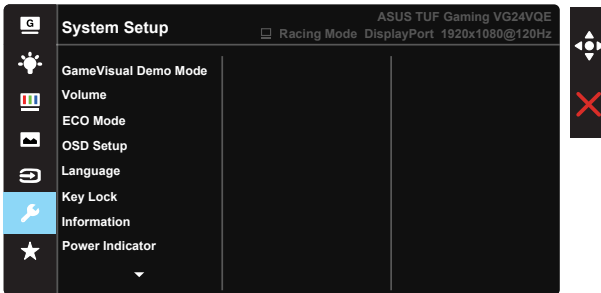 G
System Setup
ASUS TUF Gaming VG24VQE
Racing Mode DisplayPort 1920x1080@120Hz
GameVisual Demo Mode
Volume
ECO Mode
OSD Setup
Language
Key Lock
Information
Power Indicator